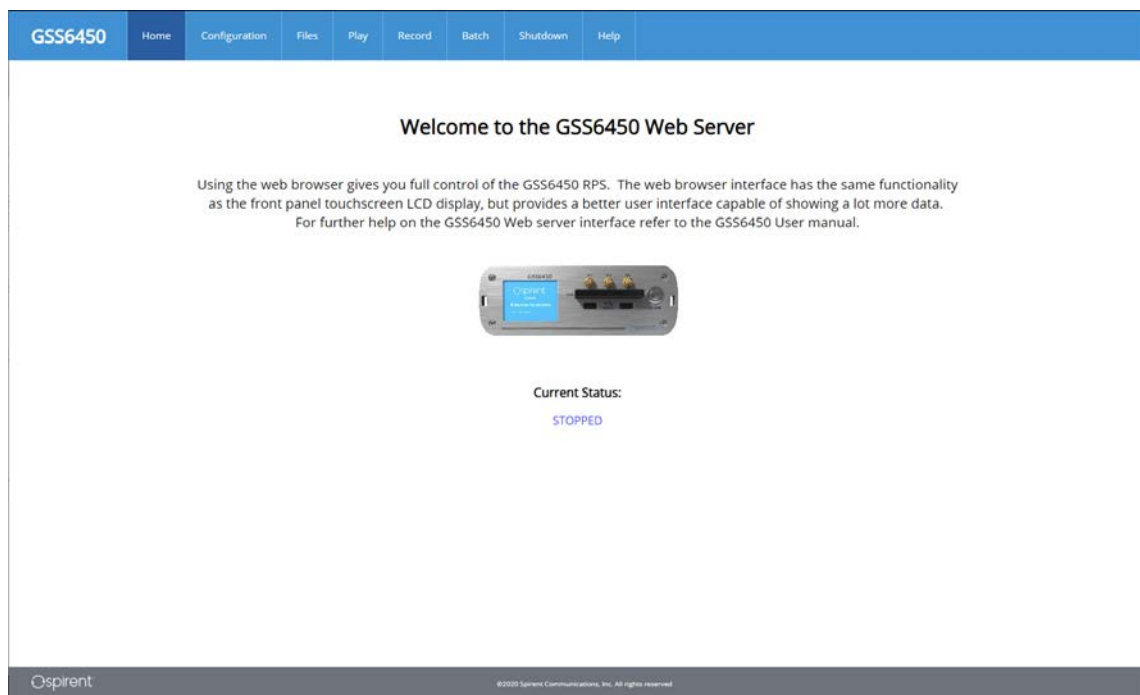 GSS6450 Home Configuration Files Play Record Batch Shutdown Help
Welcome to the GSS6450 Web Server
Using the web browser gives you full control of the GSS6450 RPS. The web browser interface has the same functionality
as the front panel touchscreen LCD display, but provides a better user interface capable of showing a lot more data.
For further help on the GSS6450 Web server interface refer to the GSS6450 User manual.
GSS6450
spirent
Current Status:
STOPPED
spirent
©2020 Spirent Communications, Inc. All rights reserved